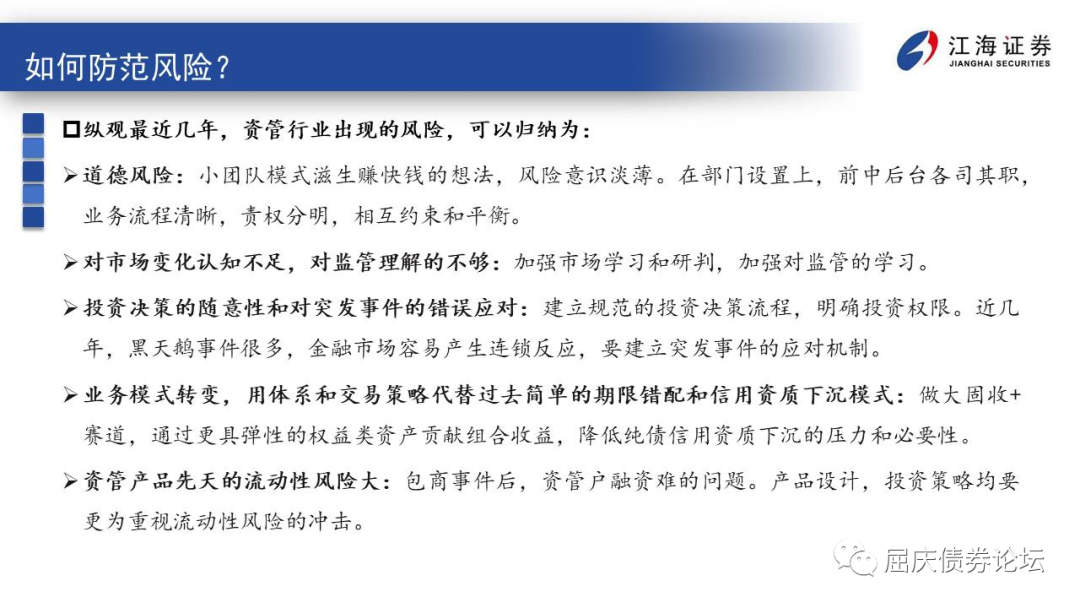 如何防范风险?
江海证券
JIANGHAI SECURITIES
纵观最近几年，资管行业出现的风险，可以归纳为：
道德风险：小团队模式滋生赚快钱的想法，风险意识淡薄。在部门设置上，前中后台各司其职，
业务流程清晰，责权分明，相互约束和平衡。
对市场变化认知不足，对监管理解的不够：加强市场学习和研判，加强对监管的学习。
投资决策的随意性和对突发事件的错误应对：建立规范的投资决策流程，明确投资权限。近几
年，黑天鹅事件很多，金融市场容易产生连锁反应，要建立突发事件的应对机制。
业务模式转变，用体系和交易策略代替过去简单的期限错配和信用资质下沉模式：做大固收+
赛道，通过更具弹性的权益类资产贡献组合收益，降低纯债信用资质下沉的压力和必要性。
资管产品先天的流动性风险大：包商事件后，资管户融资难的问题。产品设计，投资策略均要
更为重视流动性风险的冲击。
屈庆债券论坛